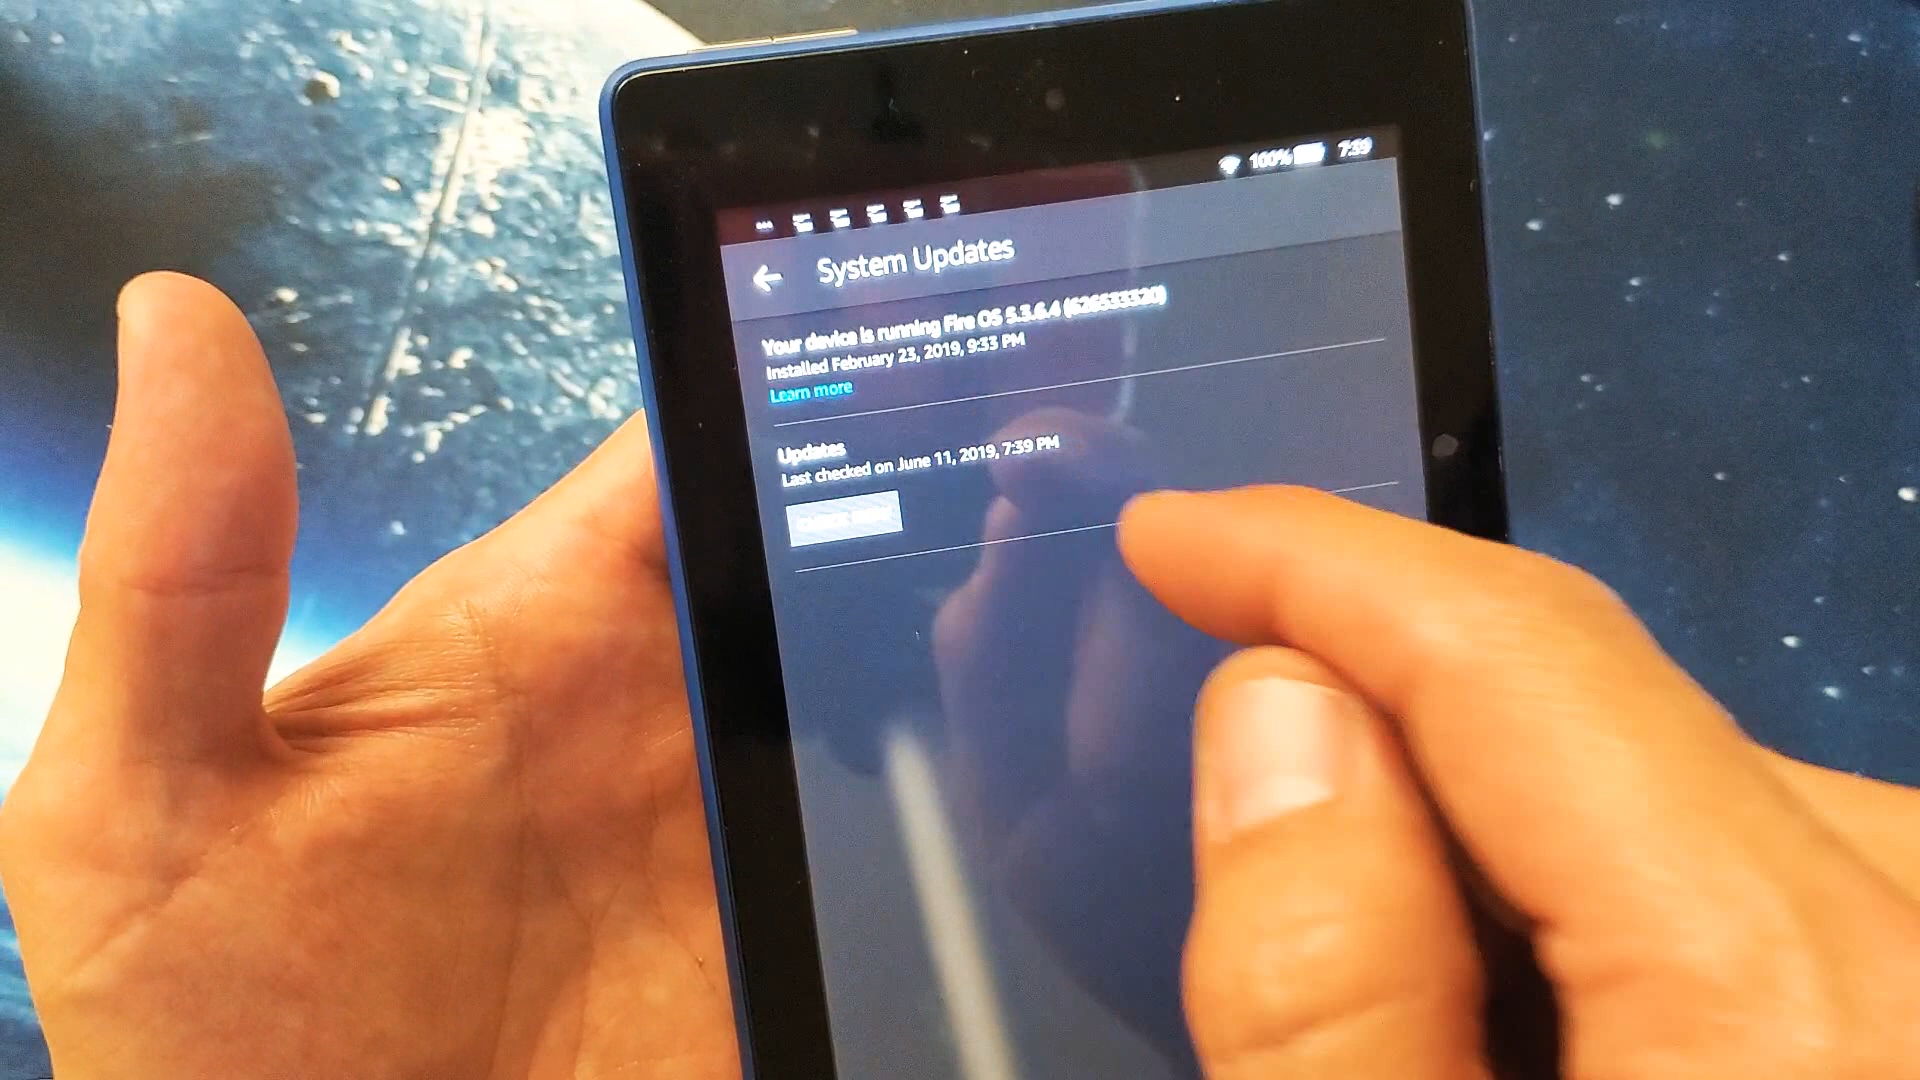 100% 7:39
System Updates
Your device is running Fire OS 5.3.6.4 (626533320)
Installed February 23, 2019, 9:33 PM
Learn more
Updates
Last checked on June 11, 2019, 7:39 PM